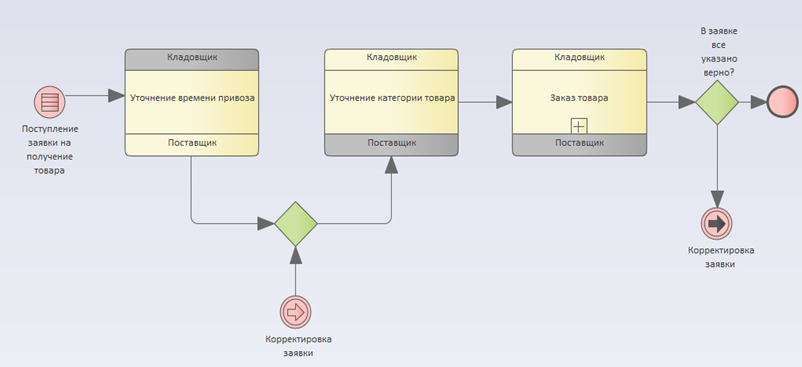 Поступление
заявки на
получение
товара
Кладовщик
Уточнение времени привоза
Поставщик
Корректировка
заявки
Кладовщик
Уточнение категории товара
Поставщик
Кладовщик
Заказ товара
Поставщик
В заявке
все
указано
верно?
Корректировка
заявки